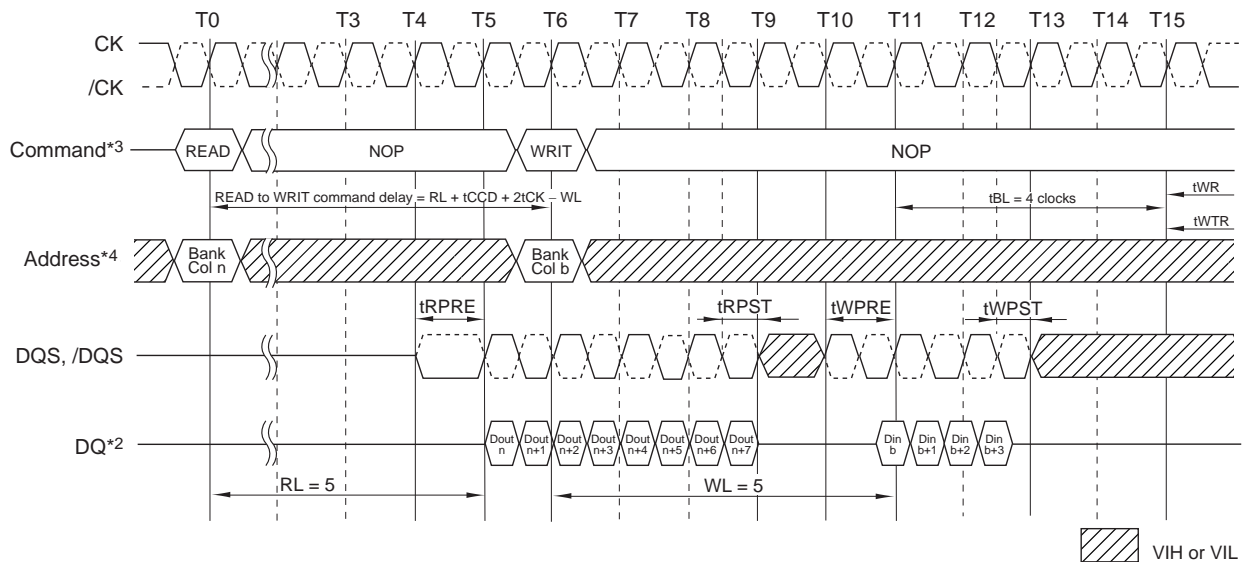 T0 T3 T4 T5 T6 T7 T8 T9 T10 T11 T12 T13 T14 T15
CK
/CK
Command*3 READ NOP WRIT NOP
READ to WRIT command delay = RL + tCCD + 2tCK – WL
tBL = 4 clocks
tWR
tWTR
Address*4
Bank
Col n
Bank
Col b
tRPRE tRPST tWPRE tWPST
DQS, /DQS
DQ*2
Dout
n
Dout
n+1
Dout
n+2
Dout
n+3
Dout
n+4
Dout
n+5
Dout
n+6
Dout
n+7
Din
b
Din
b+1
Din
b+2
Din
b+3
RL = 5 WL = 5
VIH or VIL